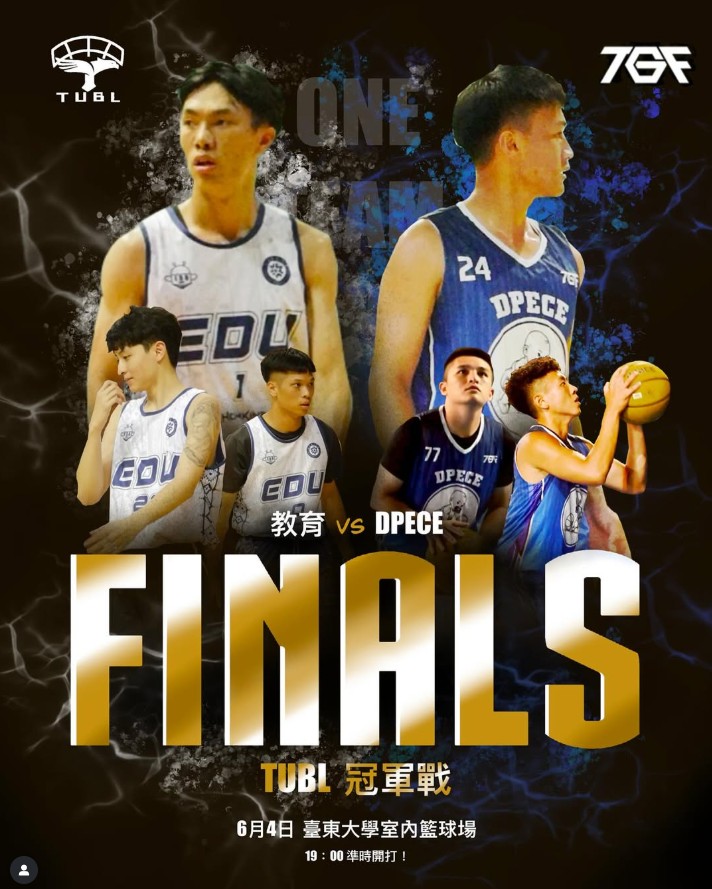 TUBL
7GF
ONE
TEAM
EDU
1
24
7GF
DPECE
EDU
EDU
77
7GF
DPECE
教育 VS DPECE
FINALS
TUBL 冠軍戰
6月4日 臺東大學室內籃球場
19：00 準時開打！